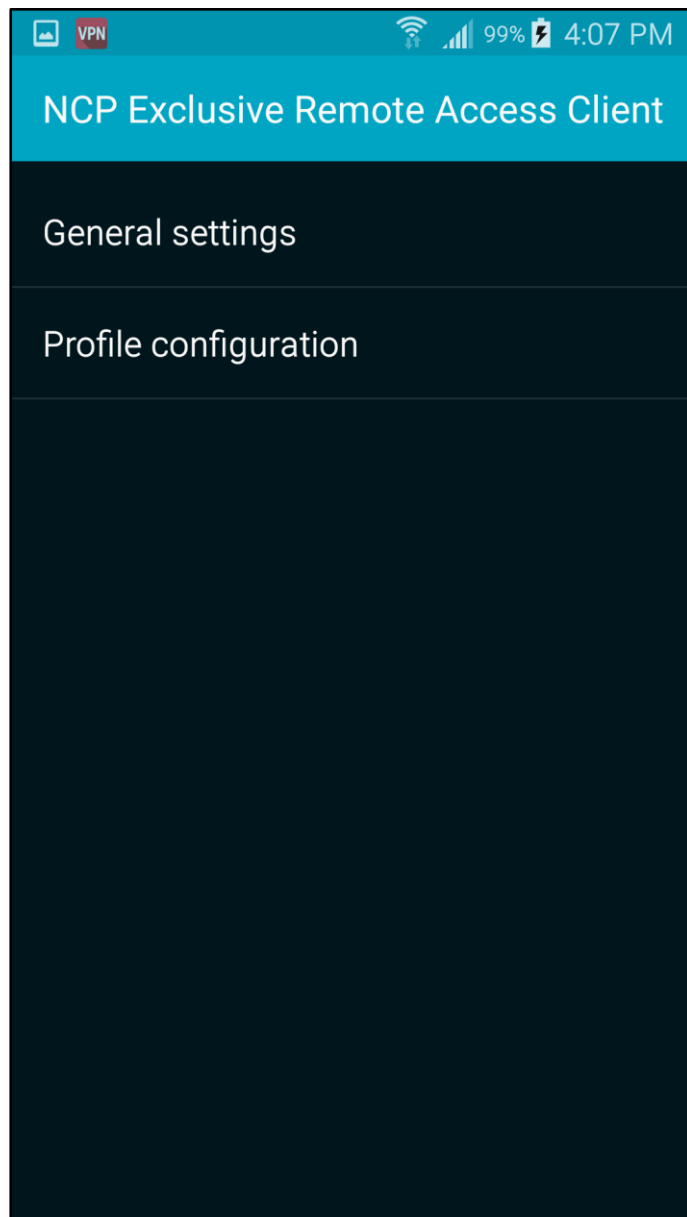 VPN 99% 4:07 PM
NCP Exclusive Remote Access Client
General settings
Profile configuration